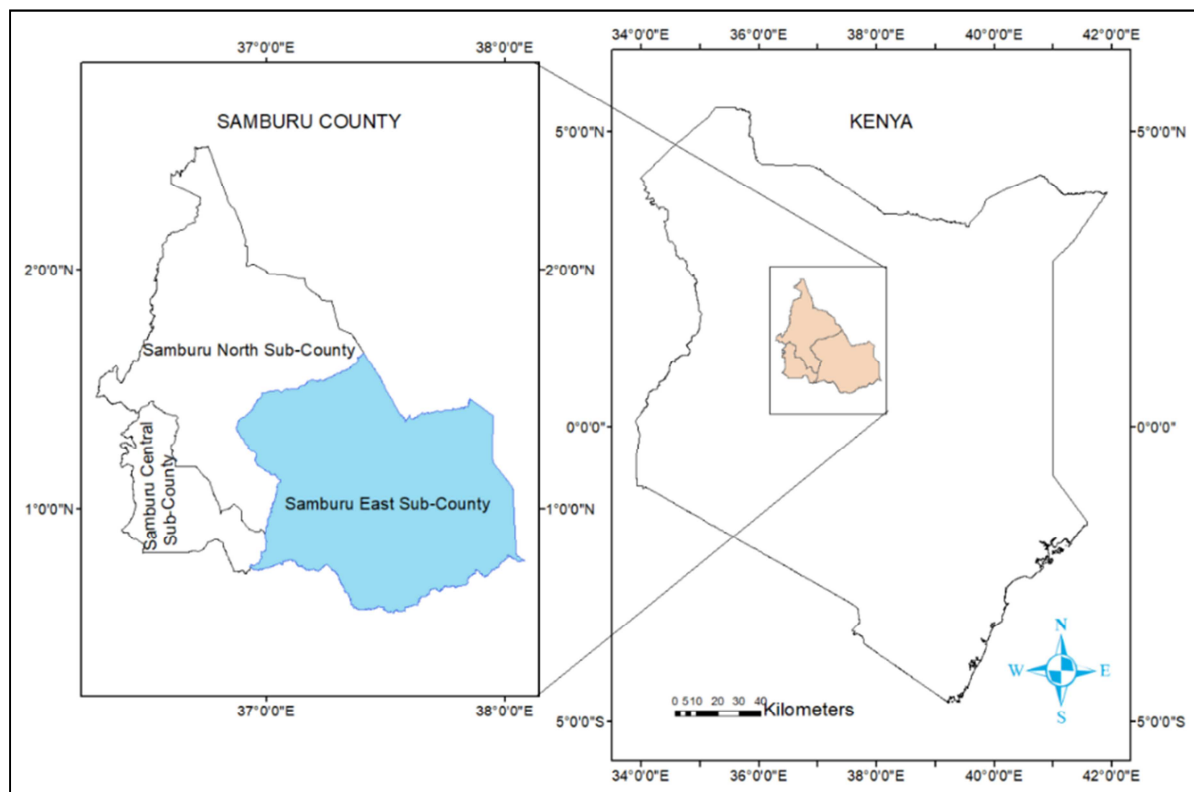 37°0'0"E 38°0'0"E
SAMBURU COUNTY
2°0'0"N 2°0'0"N
Samburu North Sub-County
Samburu Central
Sub-County
Samburu East Sub-County
1°0'0"N 1°0'0"N
37°0'0"E 38°0'0"E
34°0'0"E 36°0'0"E 38°0'0"E 40°0'0"E 42°0'0"E
KENYA
5°0'0"N 5°0'0"N
0°0'0" 0°0'0"
N
W E
S
0 5 10 20 30 40
Kilometers
5°0'0"S 5°0'0"S
34°0'0"E 36°0'0"E 38°0'0"E 40°0'0"E 42°0'0"E